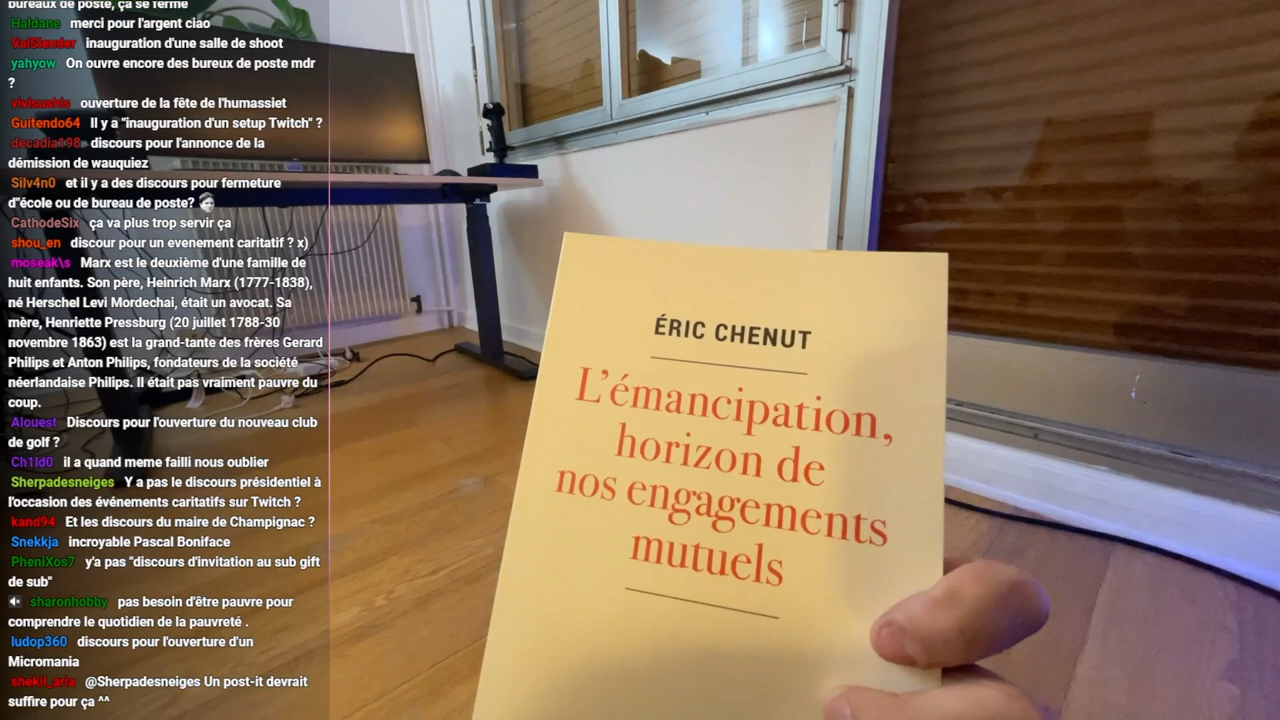 bureaux de poste, ça se ferme
Haldane merci pour l'argent ciao
ValSlender inauguration d'une salle de shoot
yahyow On ouvre encore des bureux de poste mdr
?
vivisushis ouverture de la fête de l'humassiet
Guitendo64 Il y a "inauguration d'un setup Twitch" ?
decadia198 discours pour l'annonce de la
démission de wauquiez
Silv4n0 et il y a des discours pour fermeture
d"école ou de bureau de poste?
CathodeSix ça va plus trop servir ça
shou_en discour pour un evenement caritatif ? x)
moseak\s Marx est le deuxième d'une famille de
huit enfants. Son père, Heinrich Marx (1777-1838),
né Herschel Levi Mordechai, était un avocat. Sa
mère, Henriette Pressburg (20 juillet 1788-30
novembre 1863) est la grand-tante des frères Gerard
Philips et Anton Philips, fondateurs de la société
néerlandaise Philips. Il était pas vraiment pauvre du
coup.
Alouest Discours pour l'ouverture du nouveau club
de golf ?
Ch1ld0 il a quand meme failli nous oublier
Sherpadesneiges Y a pas le discours présidentiel à
l'occasion des événements caritatifs sur Twitch ?
kand94 Et les discours du maire de Champignac ?
Snekkja incroyable Pascal Boniface
PheniXos7 y'a pas "discours d'invitation au sub gift
de sub"
sharonhobby pas besoin d'être pauvre pour
comprendre le quotidien de la pauvreté .
ludop360 discours pour l'ouverture d'un
Micromania
shekil_aria @Sherpadesneiges Un post-it devrait
suffire pour ça ^^
ÉRIC CHENUT
L'émancipation,
horizon de
nos engagements
mutuels